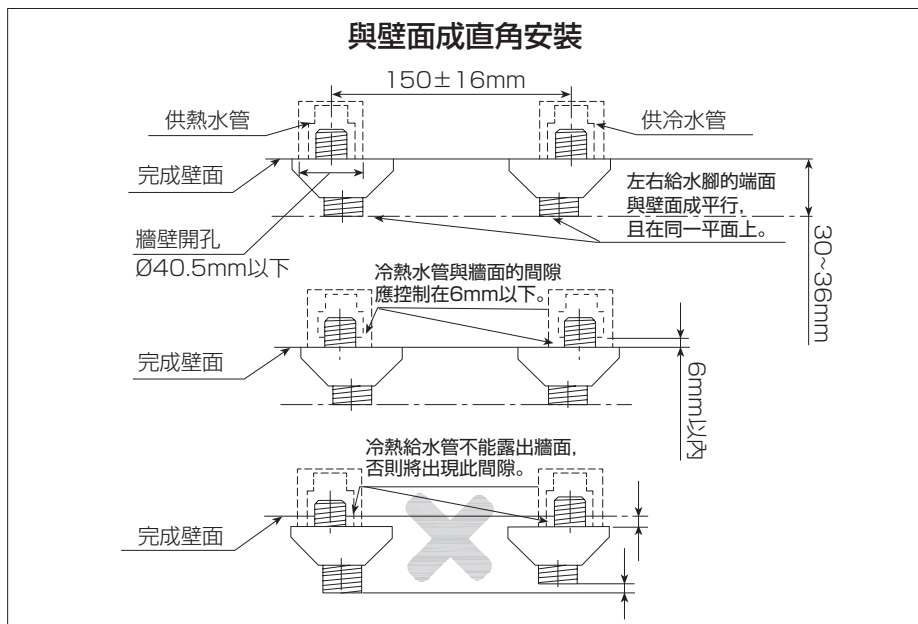 與壁面成直角安裝
150±16mm
供熱水管
供冷水管
完成壁面
左右給水腳的端面
與壁面成平行,
且在同一平面上。
牆壁開孔
Ø40.5mm以下
30~36mm
冷熱水管與牆面的間隙
應控制在6mm以下。
完成壁面
6mm以內
冷熱給水管不能露出牆面,
否則將出現此間隙。
完成壁面